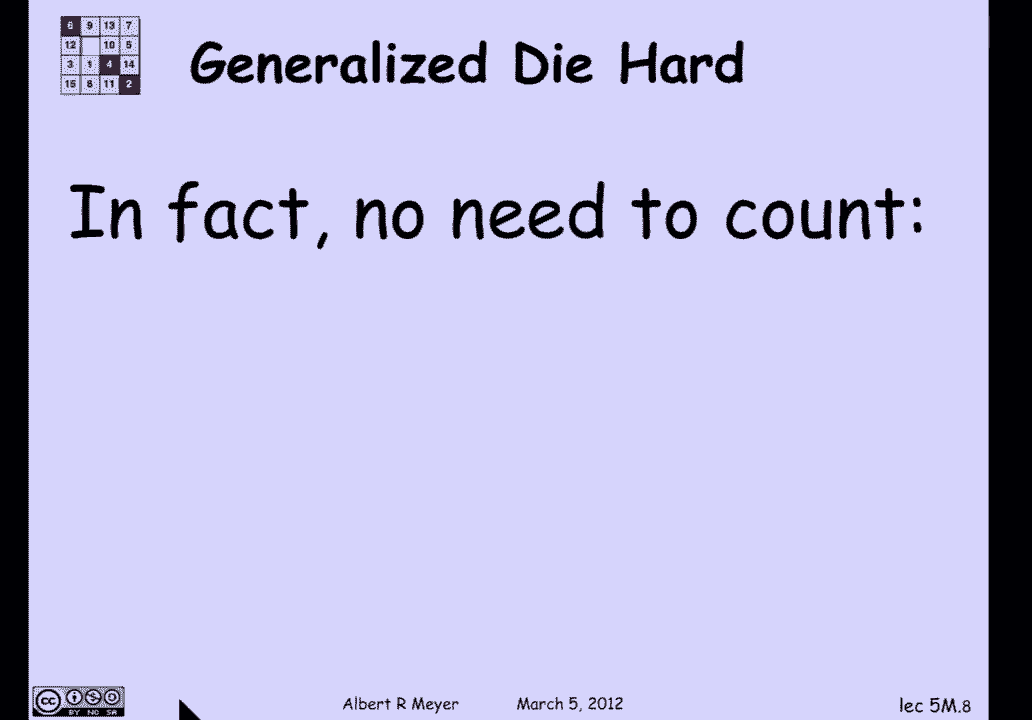 6 9 13 7
12 10 5
3 1 4 14
15 8 11 2
Generalized Die Hard
In fact, no need to count:
cc BY NC SA
Albert R Meyer March 5, 2012 lec 5M.8